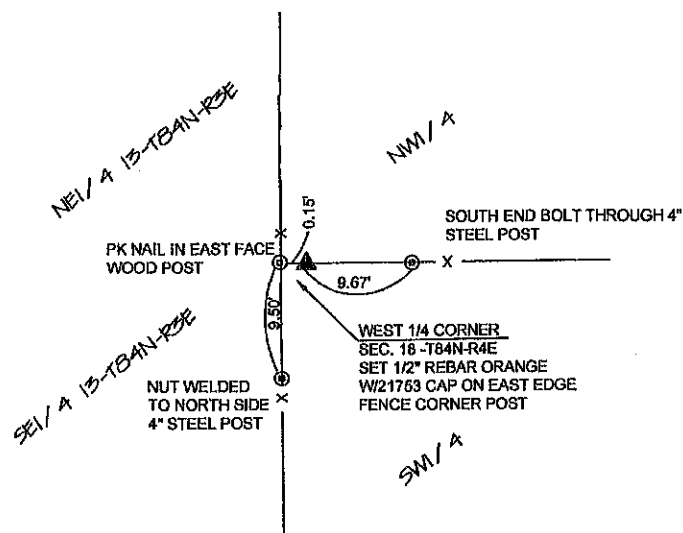 NE1/4 13-T84N-R3E
NW1/4
0.15'
SOUTH END BOLT THROUGH 4"
STEEL POST
PK NAIL IN EAST FACE
WOOD POST
X
X
9.67'
9.50'
WEST 1/4 CORNER
SEC. 18 -T84N-R4E
SET 1/2" REBAR ORANGE
W/21753 CAP ON EAST EDGE
FENCE CORNER POST
SE1/4 13-T84N-R3E
NUT WELDED
TO NORTH SIDE
4" STEEL POST
X
SW1/4